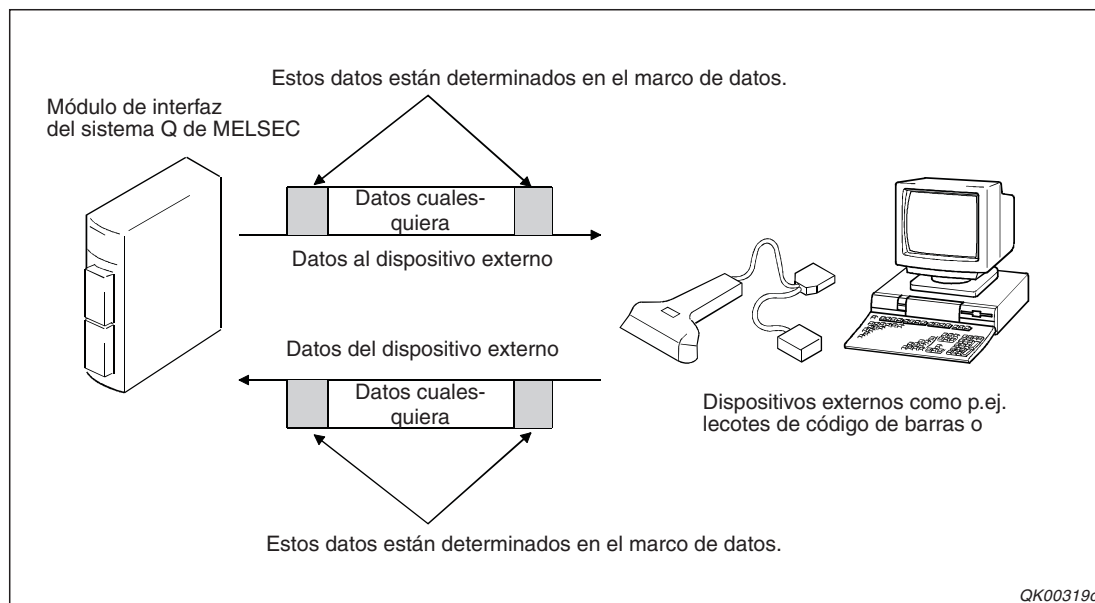 Estos datos están determinados en el marco de datos.
Módulo de interfaz
del sistema Q de MELSEC
Datos cuales-
quiera
Datos al dispositivo externo
Datos del dispositivo externo
Datos cuales-
quiera
Dispositivos externos como p.ej.
lecotes de código de barras o
Estos datos están determinados en el marco de datos.
QK00319c